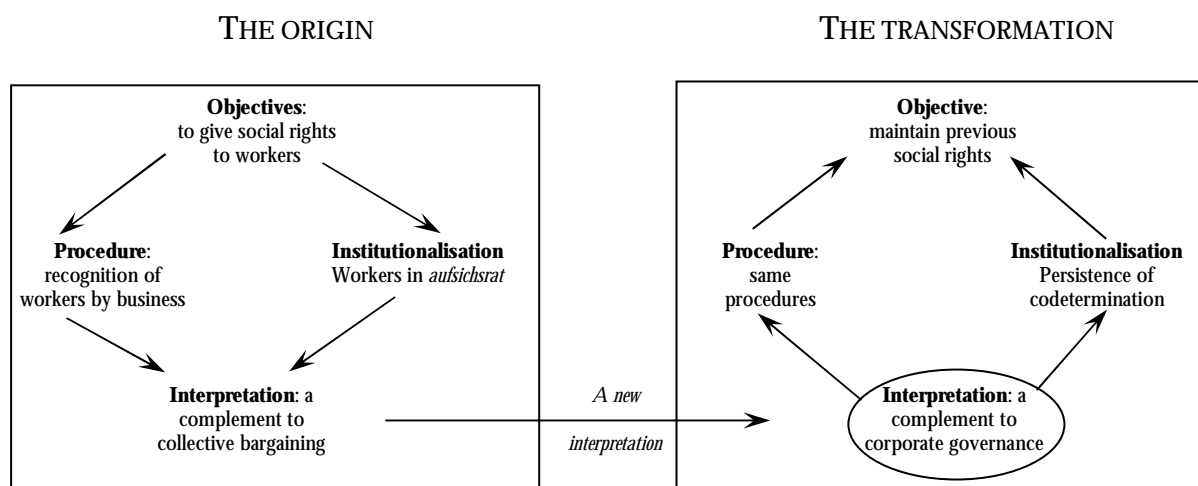 THE ORIGIN
Objectives:
to give social rights
to workers
Procedure:
recognition of
workers by business
Institutionalisation
Workers in aufsichsrat
Interpretation: a
complement to
collective bargaining
A new
interpretation
THE TRANSFORMATION
Objective:
maintain previous
social rights
Procedure:
same
procedures
Institutionalisation
Persistence of
codetermination
Interpretation: a
complement to
corporate governance